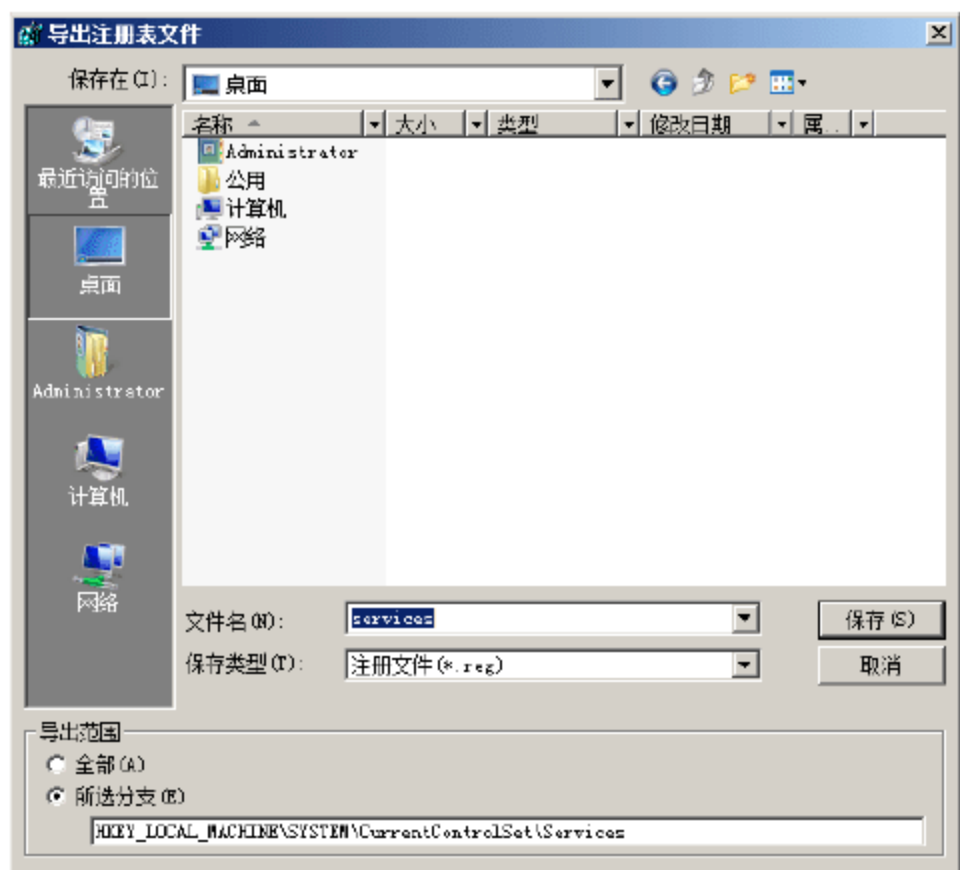 导出注册表文件
保存在(I):
桌面
名称 大小 类型 修改日期 属...
Administrator
公用
计算机
网络
最近访问的位置
桌面
Administrator
计算机
网络
文件名(N):
services
保存(S)
保存类型(T):
注册文件(*.reg)
取消
导出范围
全部(A)
所选分支(E)
HKEY_LOCAL_MACHINE\SYSTEM\CurrentControlSet\Services